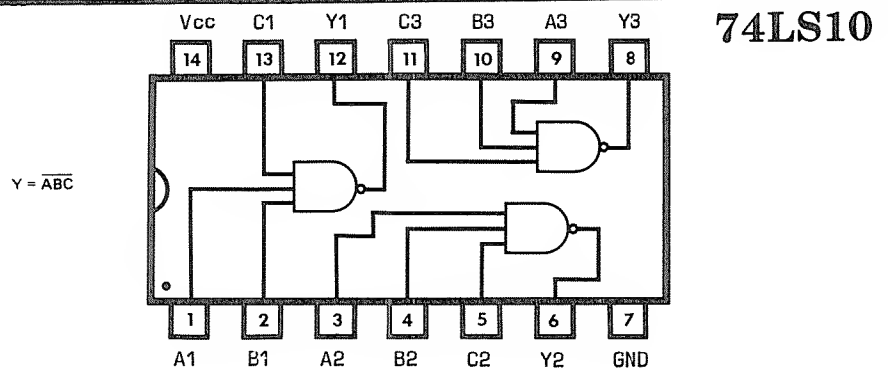 74LS10
Vcc C1 Y1 C3 B3 A3 Y3
14 13 12 11 10 9 8
Y = A̅B̅C̅
1 2 3 4 5 6 7
A1 B1 A2 B2 C2 Y2 GND